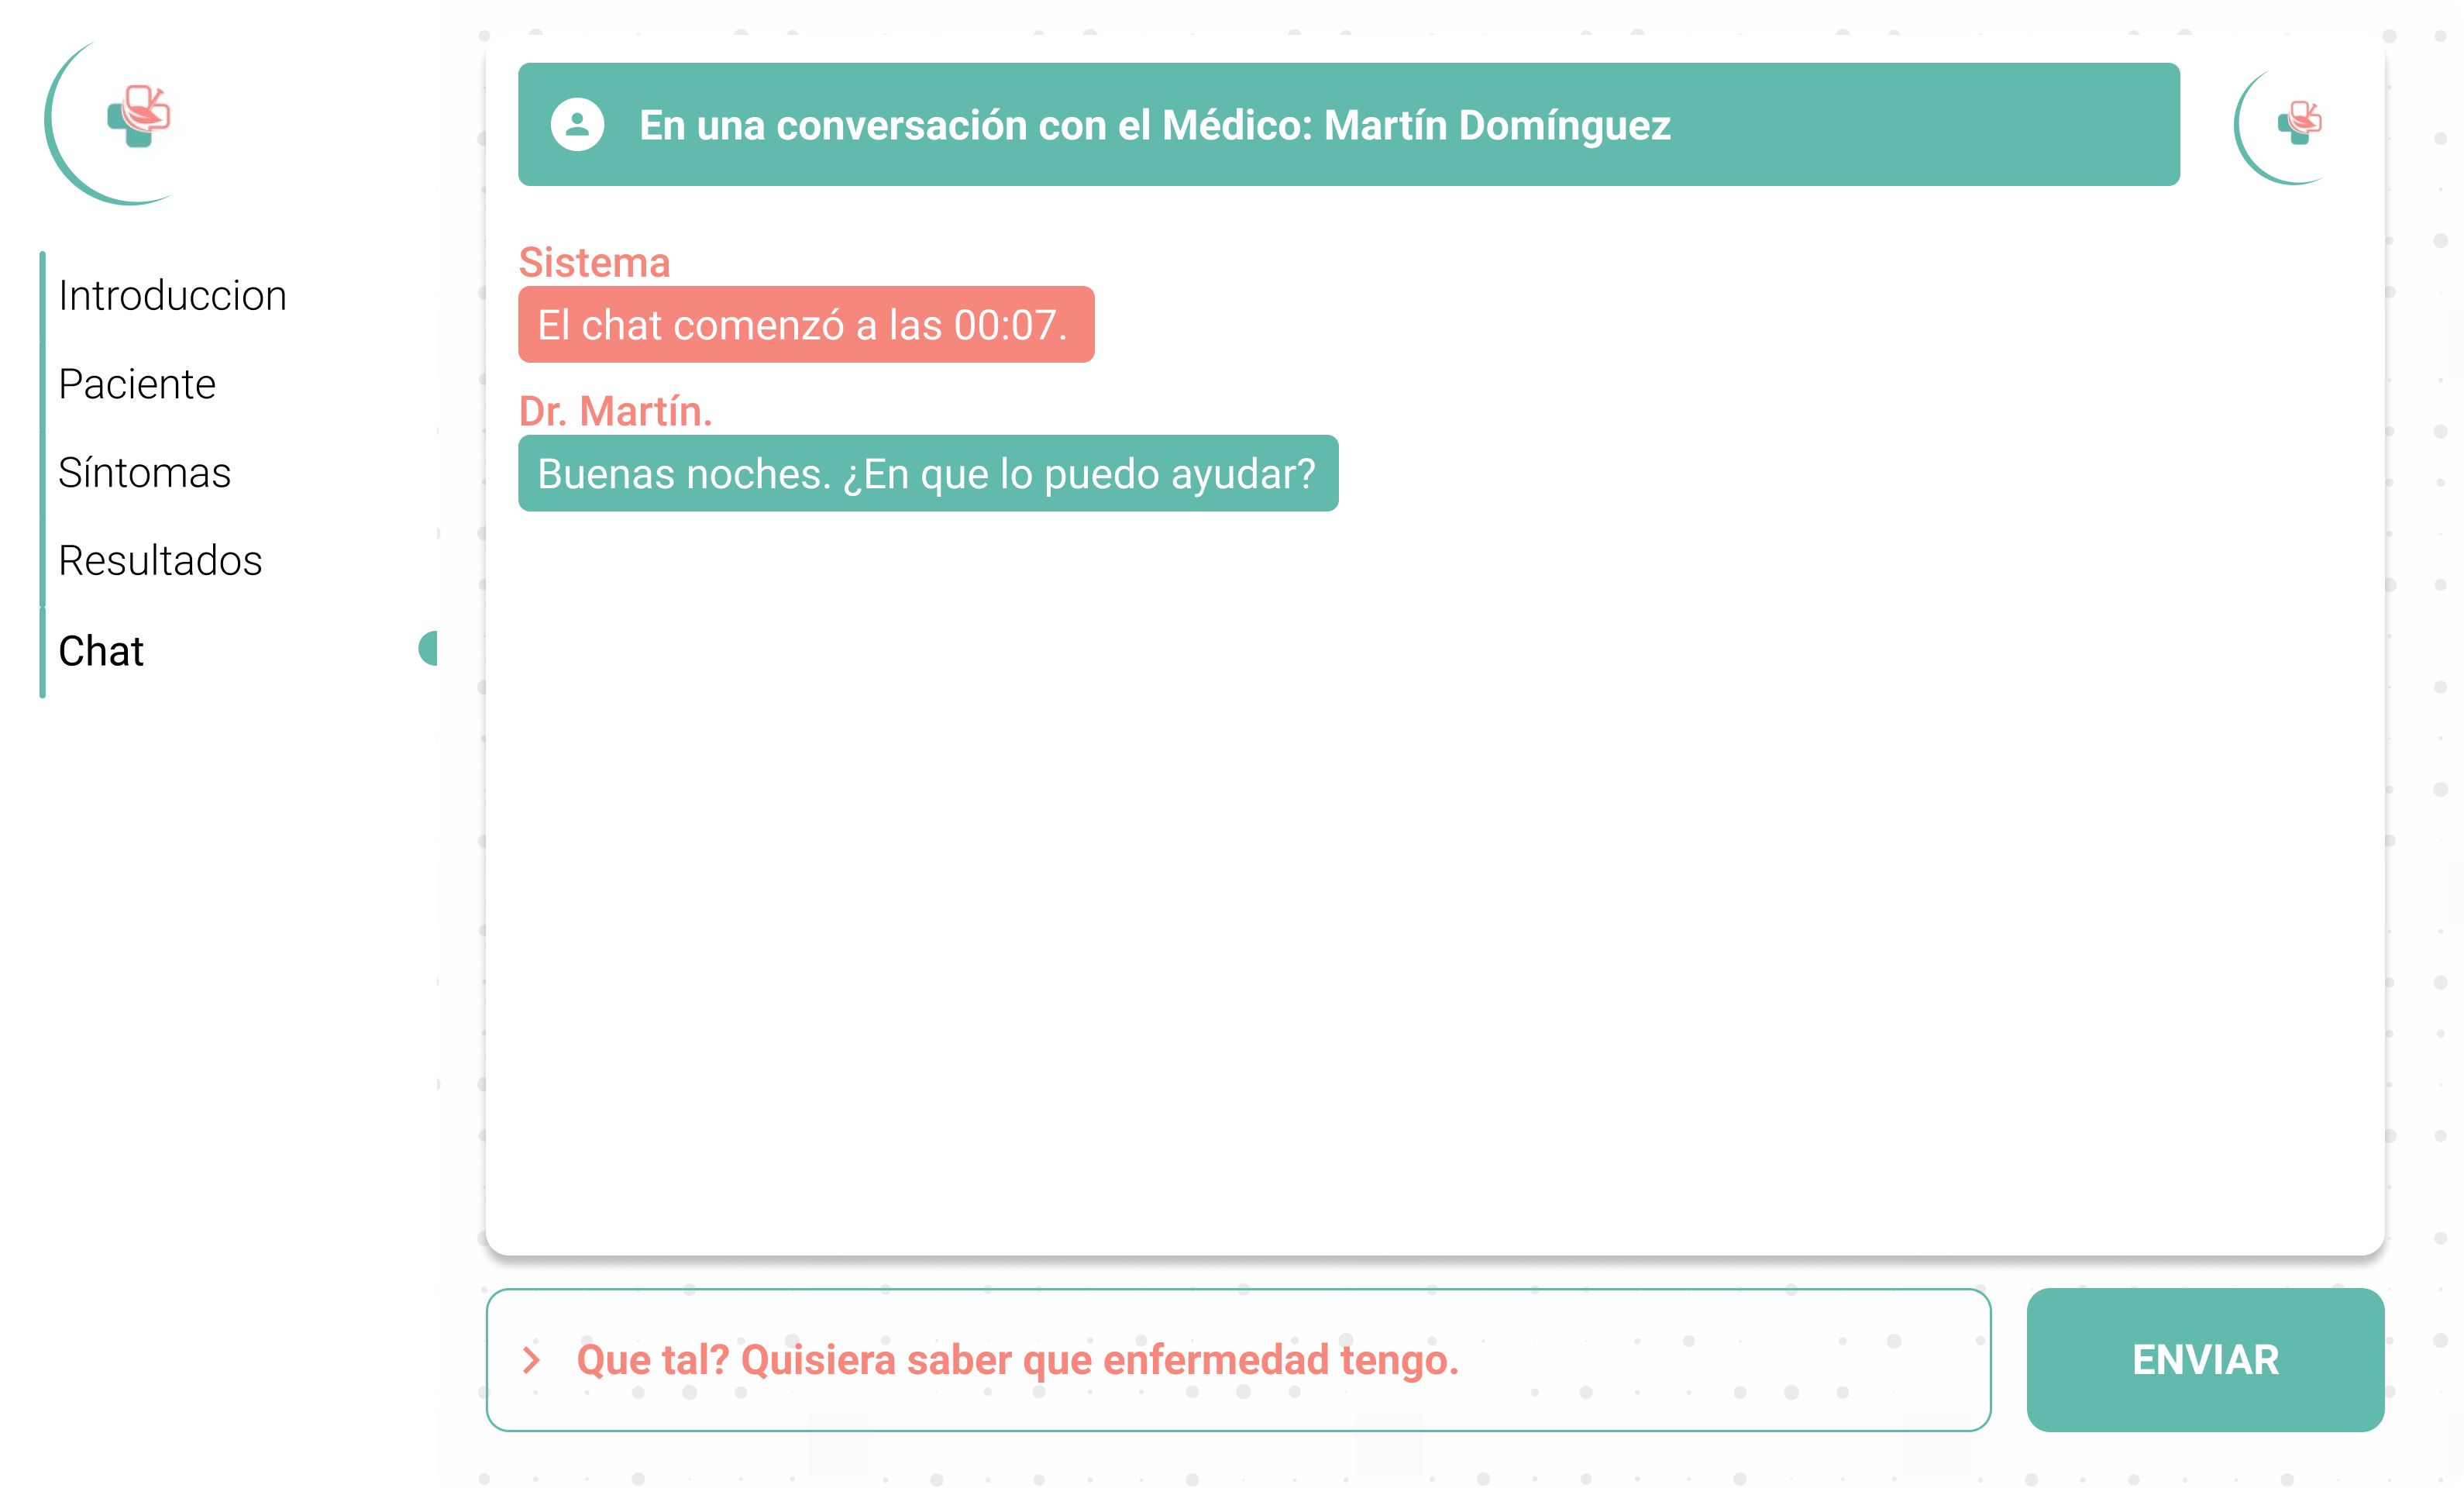 Introduccion
Paciente
Síntomas
Resultados
Chat
En una conversación con el Médico: Martín Domínguez
Sistema
El chat comenzó a las 00:07.
Dr. Martín.
Buenas noches. ¿En que lo puedo ayudar?
Que tal? Quisiera saber que enfermedad tengo.
ENVIAR